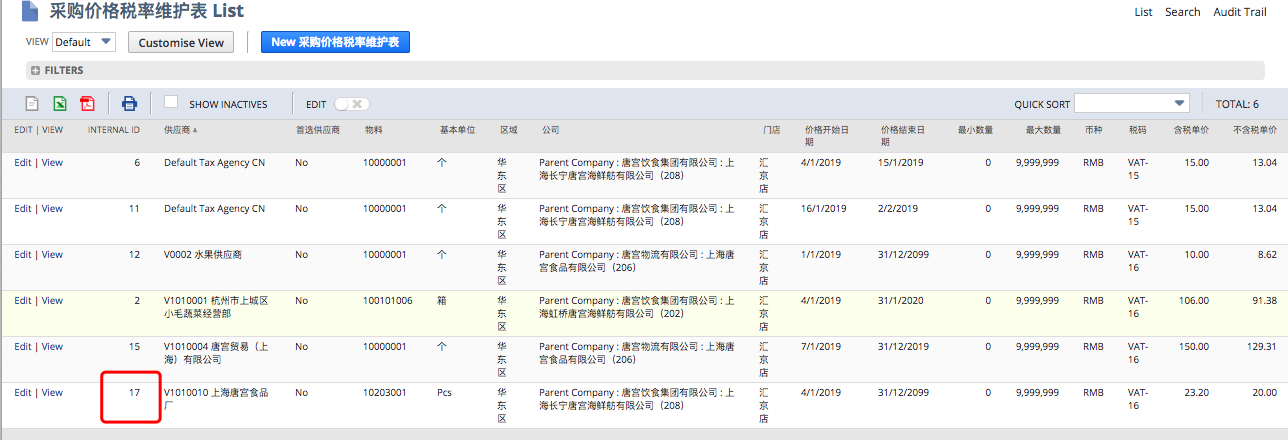 采购价格税率维护表 List
List Search Audit Trail
VIEW Default Customise View New 采购价格税率维护表
FILTERS
SHOW INACTIVES EDIT QUICK SORT TOTAL: 6
EDIT | VIEW INTERNAL ID 供应商 ▲ 首选供应商 物料 基本单位 区域 公司 门店 价格开始日期 价格结束日期 最小数量 最大数量 币种 税码 含税单价 不含税单价
Edit | View 6 Default Tax Agency CN No 10000001 个 华东区 Parent Company : 唐宫饮食集团有限公司 : 上海长宁唐宫海鲜舫有限公司（208） 汇京店 4/1/2019 15/1/2019 0 9,999,999 RMB VAT-15 15.00 13.04
Edit | View 11 Default Tax Agency CN No 10000001 个 华东区 Parent Company : 唐宫饮食集团有限公司 : 上海长宁唐宫海鲜舫有限公司（208） 汇京店 16/1/2019 2/2/2019 0 9,999,999 RMB VAT-15 15.00 13.04
Edit | View 12 V0002 水果供应商 No 10000001 个 华东区 Parent Company : 唐宫物流有限公司 : 上海唐宫食品有限公司（206） 汇京店 1/1/2019 31/12/2099 0 9,999,999 RMB VAT-16 10.00 8.62
Edit | View 2 V1010001 杭州市上城区小毛蔬菜经营部 No 100101006 箱 华东区 Parent Company : 唐宫饮食集团有限公司 : 上海虹桥唐宫海鲜舫有限公司（202） 汇京店 4/1/2019 31/1/2020 0 9,999,999 RMB VAT-16 106.00 91.38
Edit | View 15 V1010004 唐宫贸易（上海）有限公司 No 10000001 个 华东区 Parent Company : 唐宫物流有限公司 : 上海唐宫食品有限公司（206） 汇京店 7/1/2019 31/12/2099 0 9,999,999 RMB VAT-16 150.00 129.31
Edit | View 17 V1010010 上海唐宫食品厂 No 10203001 Pcs 华东区 Parent Company : 唐宫饮食集团有限公司 : 上海长宁唐宫海鲜舫有限公司（208） 汇京店 4/1/2019 31/12/2099 0 9,999,999 RMB VAT-16 23.20 20.00